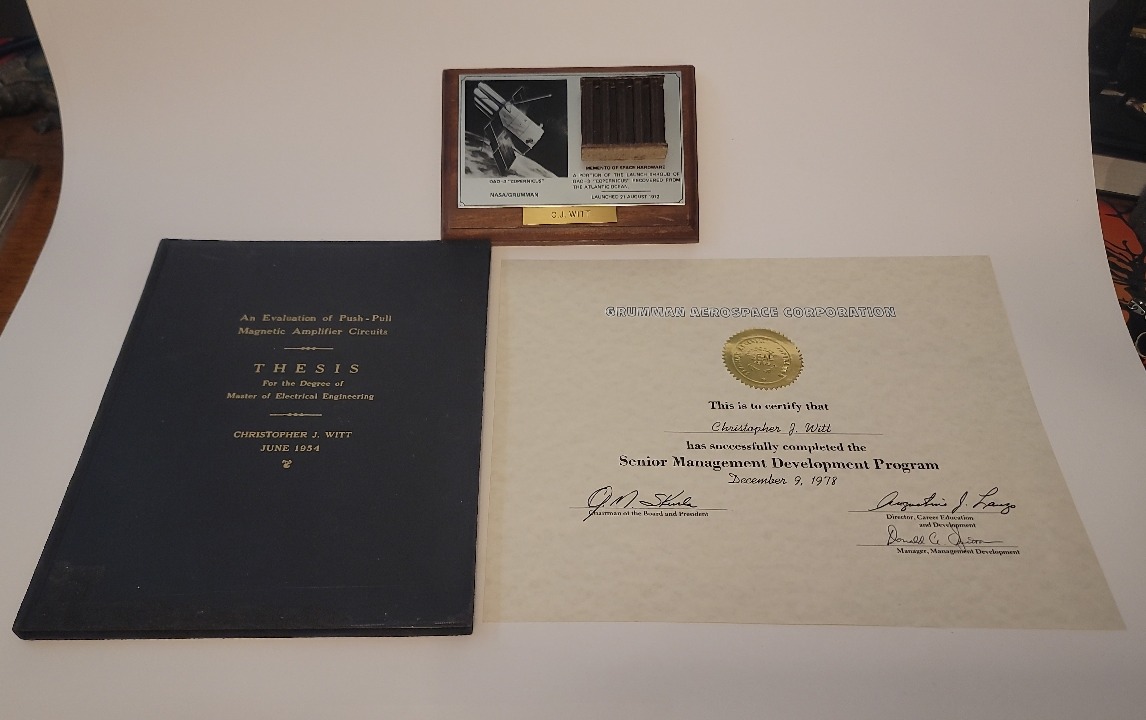 OAO-3 "COPERNICUS"
NASA/GRUMMAN
MEMENTO OF SPACE HARDWARE
A PORTION OF THE LAUNCH SHROUD OF
OAO-3 "COPERNICUS" RECOVERED FROM
THE ATLANTIC OCEAN.
LAUNCHED 21 AUGUST 1972
C.J. WITT
An Evaluation of Push-Pull
Magnetic Amplifier Circuits
THESIS
For the Degree of
Master of Electrical Engineering
CHRISTOPHER J. WITT
JUNE 1954
GRUMMAN AEROSPACE CORPORATION
This is to certify that
Christopher J. Witt
has successfully completed the
Senior Management Development Program
December 9, 1978
Chairman of the Board and President
Augustine J.
Director, Career Education
and Development
Donald
Manager, Management Development